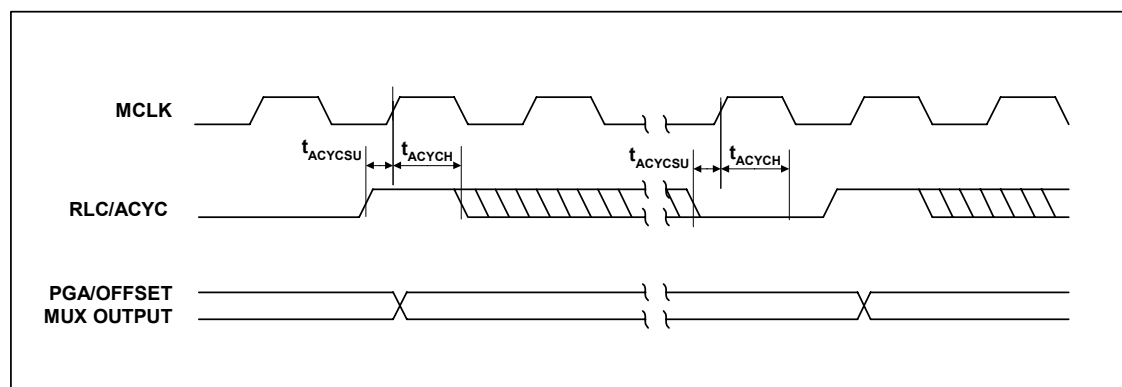 MCLK
tACYCSU tACYCH tACYCSU tACYCH
RLC/ACYC
PGA/OFFSET
MUX OUTPUT